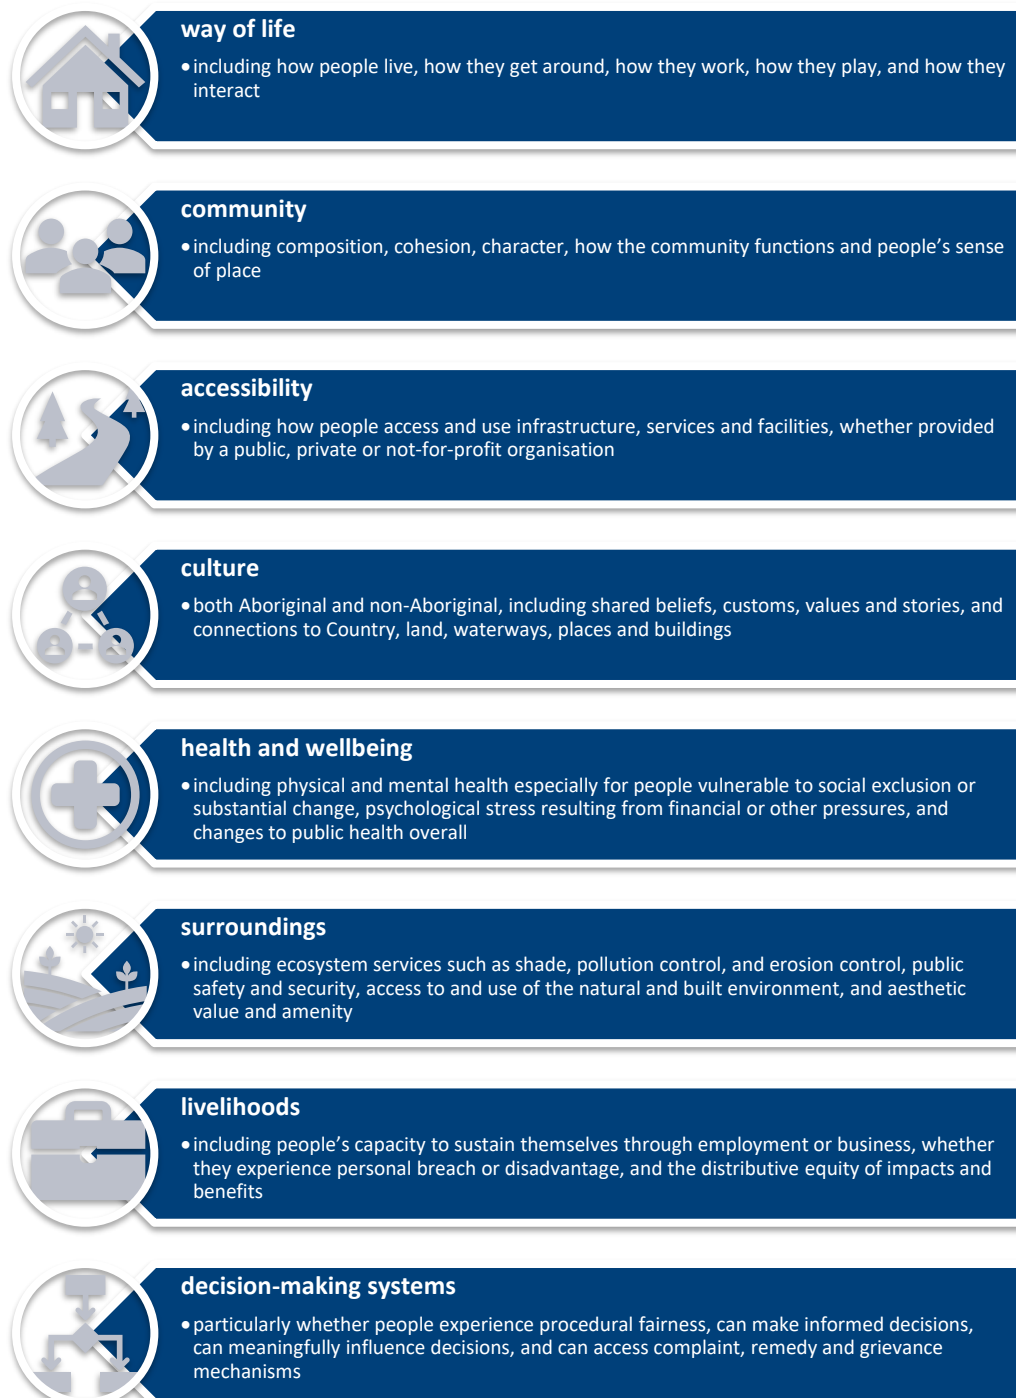 way of life
•including how people live, how they get around, how they work, how they play, and how they
interact
community
•including composition, cohesion, character, how the community functions and people’s sense
of place
accessibility
•including how people access and use infrastructure, services and facilities, whether provided
by a public, private or not-for-profit organisation
culture
•both Aboriginal and non-Aboriginal, including shared beliefs, customs, values and stories, and
connections to Country, land, waterways, places and buildings
health and wellbeing
•including physical and mental health especially for people vulnerable to social exclusion or
substantial change, psychological stress resulting from financial or other pressures, and
changes to public health overall
surroundings
•including ecosystem services such as shade, pollution control, and erosion control, public
safety and security, access to and use of the natural and built environment, and aesthetic
value and amenity
livelihoods
•including people’s capacity to sustain themselves through employment or business, whether
they experience personal breach or disadvantage, and the distributive equity of impacts and
benefits
decision-making systems
•particularly whether people experience procedural fairness, can make informed decisions,
can meaningfully influence decisions, and can access complaint, remedy and grievance
mechanisms